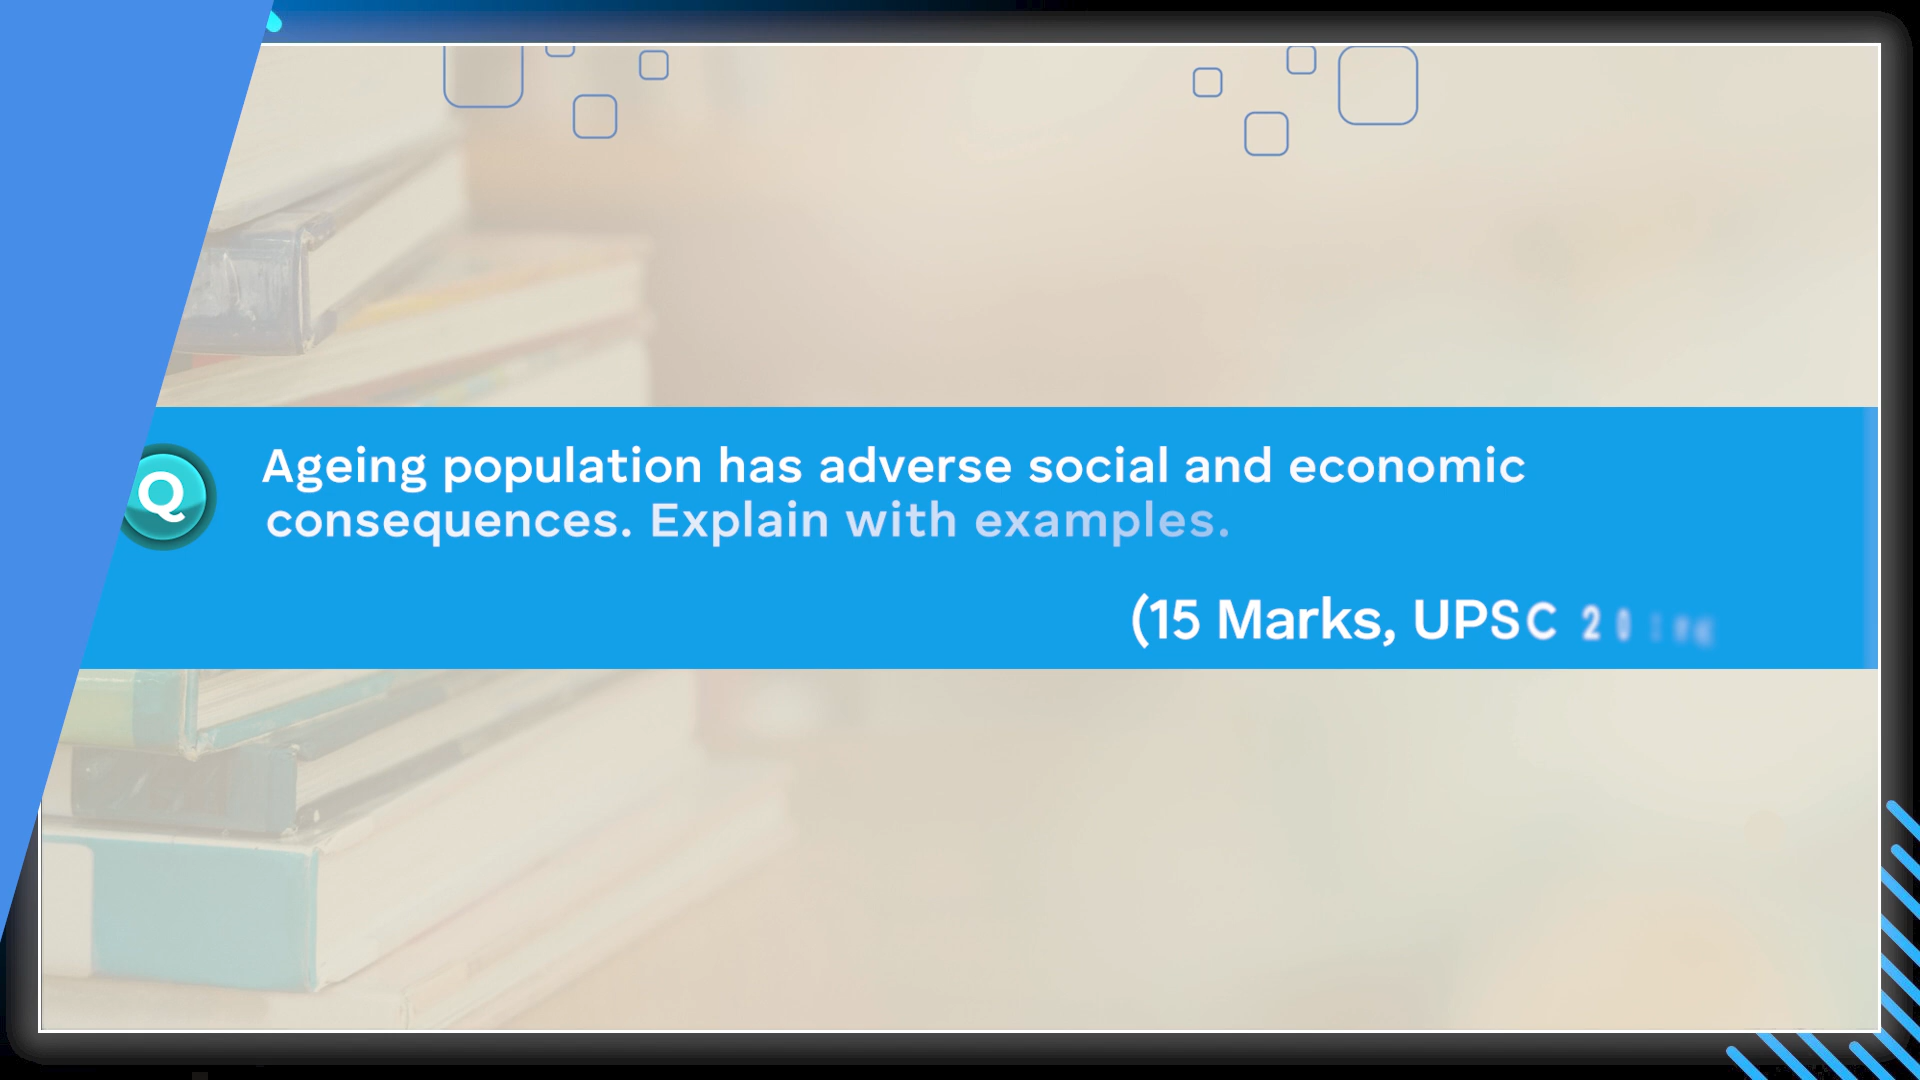 Q
Ageing population has adverse social and economic
consequences. Explain with examples.
(15 Marks, UPSC